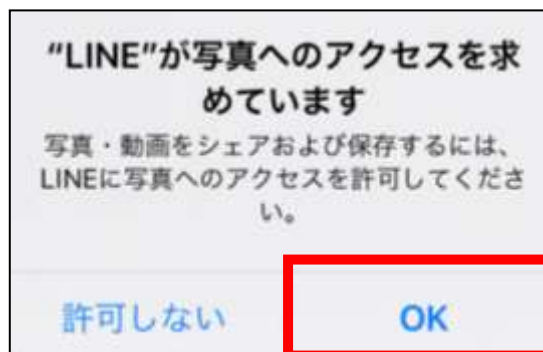 “LINE”が写真へのアクセスを求
めています
写真・動画をシェアおよび保存するには、
LINEに写真へのアクセスを許可してくださ
い。
許可しない
OK